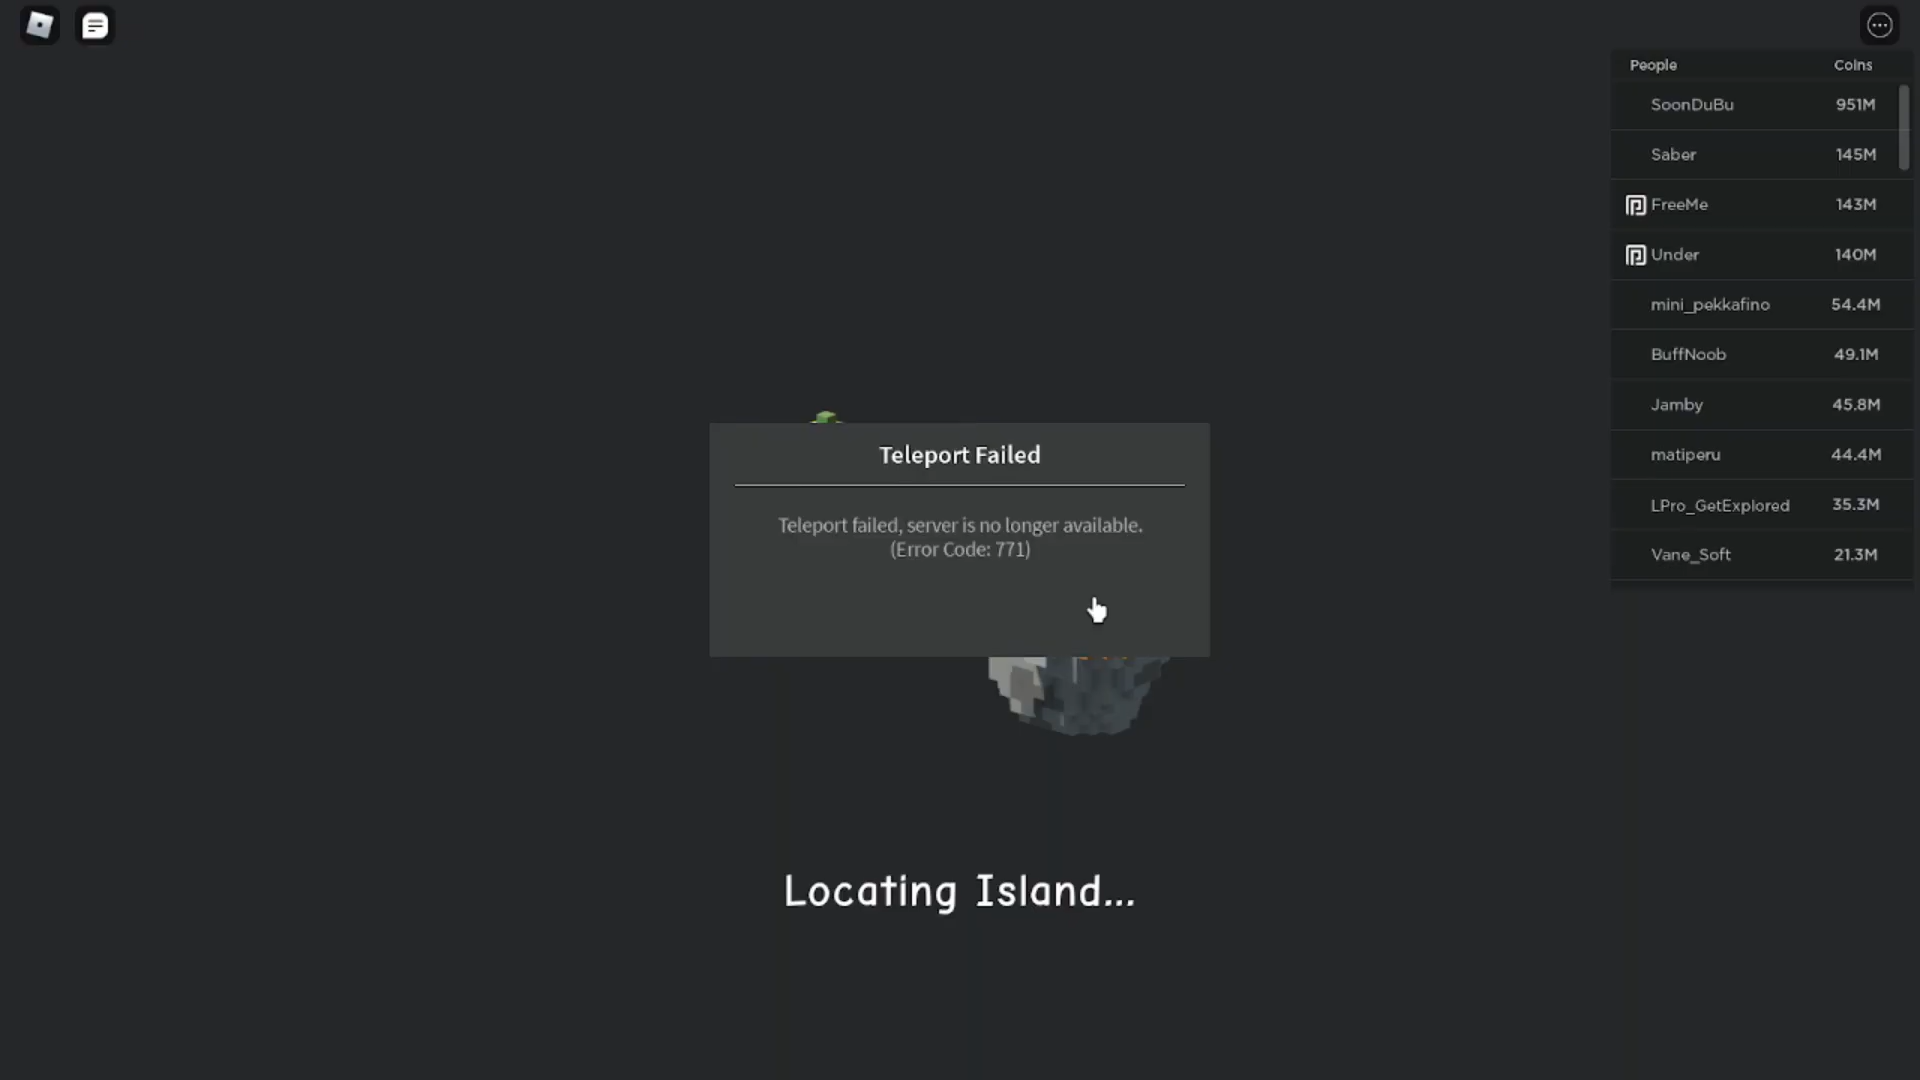 People Coins
SoonDuBu 951M
Saber 145M
FreeMe 143M
Under 140M
mini_pekkafino 54.4M
BuffNoob 49.1M
Jamby 45.8M
matiperu 44.4M
LPro_GetExplored 35.3M
Vane_Soft 21.3M
Teleport Failed
Teleport failed, server is no longer available.
(Error Code: 771)
Locating Island...